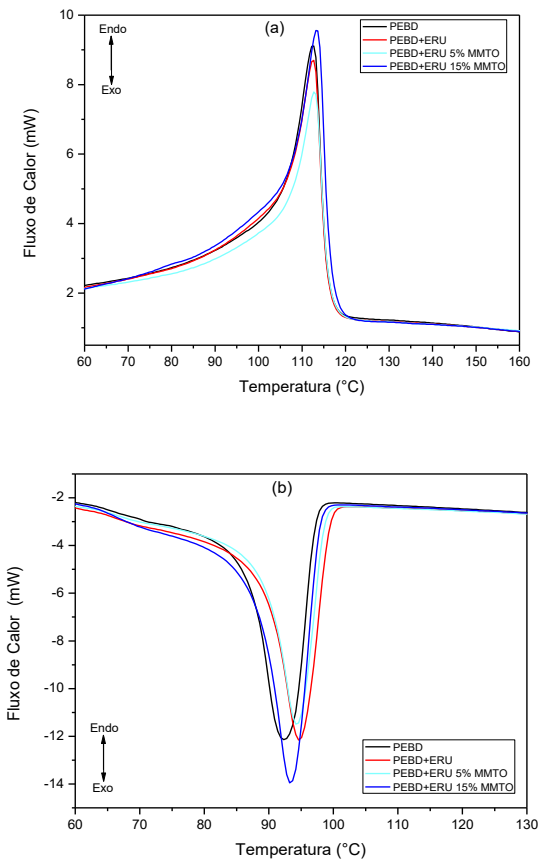 (a)
Endo
Exo
PEBD
PEBD+ERU
PEBD+ERU 5% MMTO
PEBD+ERU 15% MMTO
Fluxo de Calor (mW)
10
8
6
4
2
60 70 80 90 100 110 120 130 140 150 160
Temperatura (°C)
(b)
-2
-4
-6
-8
-10
-12
-14
Fluxo de Calor (mW)
Endo
Exo
PEBD
PEBD+ERU
PEBD+ERU 5% MMTO
PEBD+ERU 15% MMTO
60 70 80 90 100 110 120 130
Temperatura (°C)